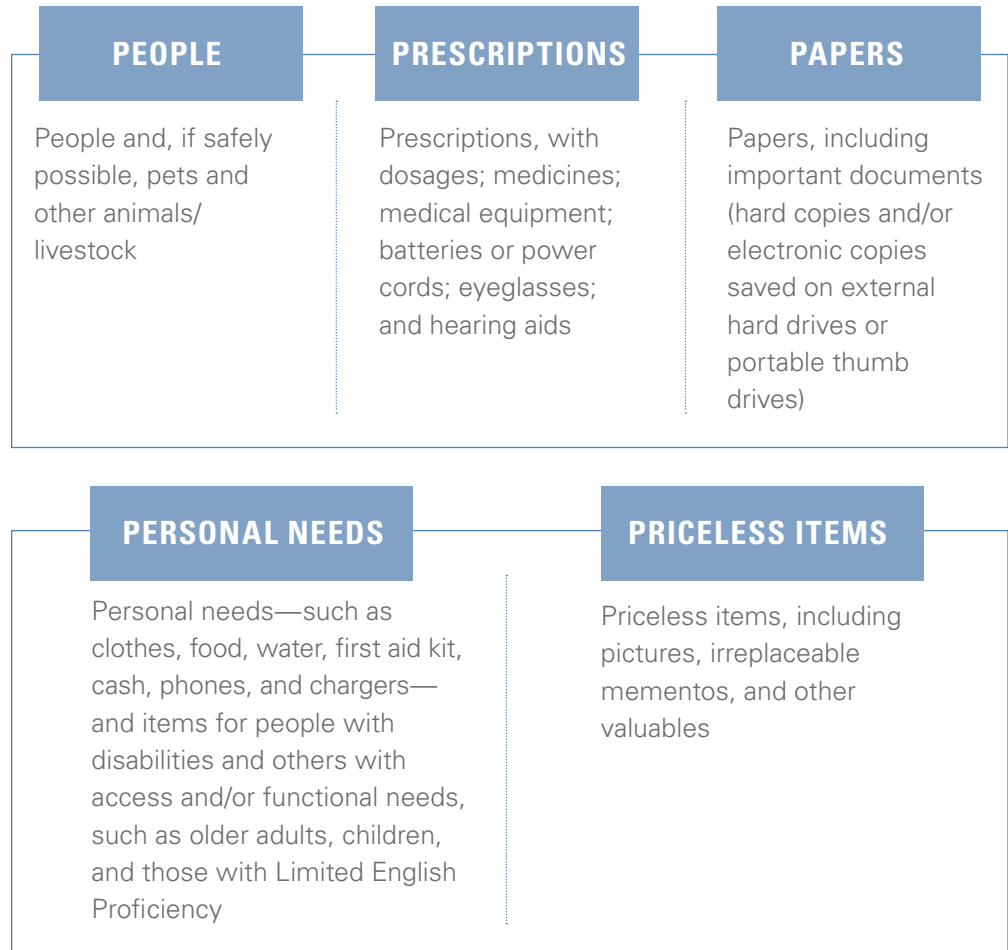 PEOPLE
People and, if safely
possible, pets and
other animals/
livestock
PRESCRIPTIONS
Prescriptions, with
dosages; medicines;
medical equipment;
batteries or power
cords; eyeglasses;
and hearing aids
PAPERS
Papers, including
important documents
(hard copies and/or
electronic copies
saved on external
hard drives or
portable thumb
drives)
PERSONAL NEEDS
Personal needs—such as
clothes, food, water, first aid kit,
cash, phones, and chargers—
and items for people with
disabilities and others with
access and/or functional needs,
such as older adults, children,
and those with Limited English
Proficiency
PRICELESS ITEMS
Priceless items, including
pictures, irreplaceable
mementos, and other
valuables